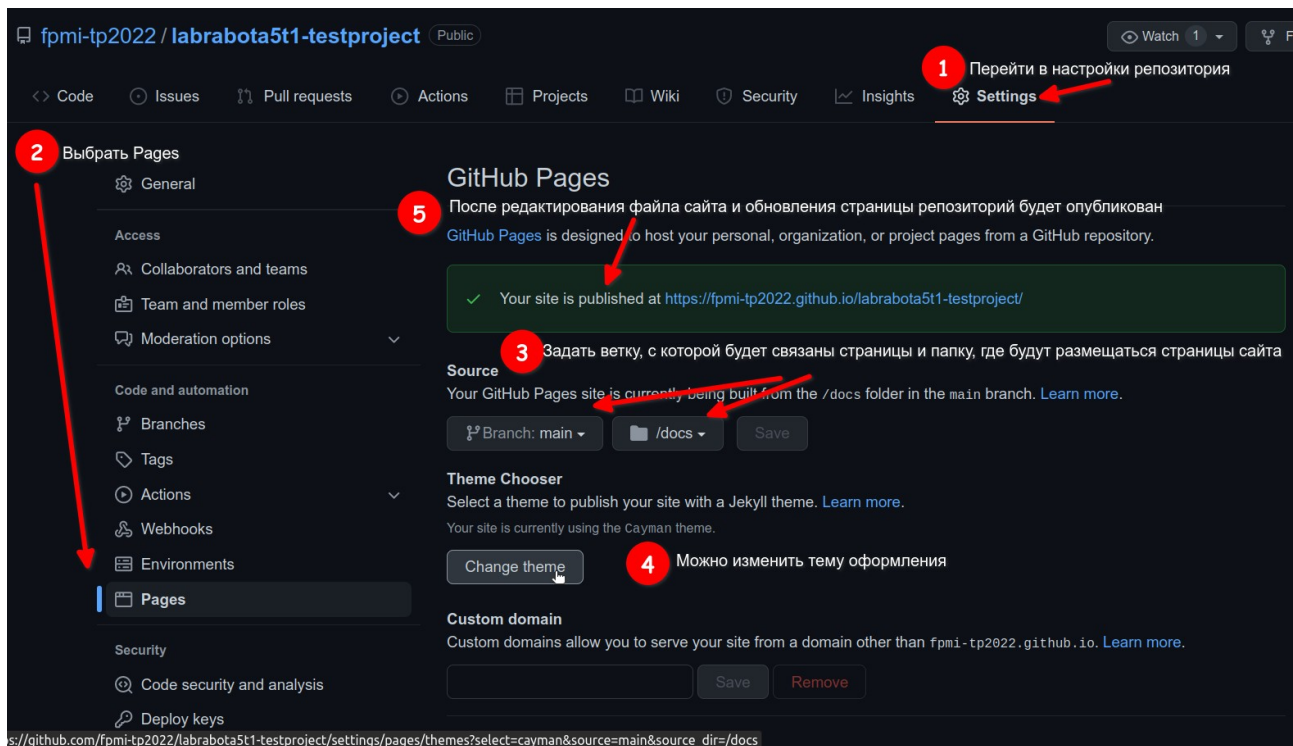 fpmi-tp2022 / labrabota5t1-testproject Public
Watch 1
F
1 Перейти в настройки репозитория
Code Issues Pull requests Actions Projects Wiki Security Insights Settings
2 Выбрать Pages
General
Access
Collaborators and teams
Team and member roles
Moderation options
Code and automation
Branches
Tags
Actions
Webhooks
Environments
Pages
Security
Code security and analysis
Deploy keys
GitHub Pages
5 После редактирования файла сайта и обновления страницы репозиторий будет опубликован
GitHub Pages is designed to host your personal, organization, or project pages from a GitHub repository.
Your site is published at https://fpmi-tp2022.github.io/labrabota5t1-testproject/
3 Задать ветку, с которой будет связаны страницы и папку, где будут размещаться страницы сайта
Source
Your GitHub Pages site is currently being built from the /docs folder in the main branch. Learn more.
Branch: main /docs Save
Theme Chooser
Select a theme to publish your site with a Jekyll theme. Learn more.
Your site is currently using the Cayman theme.
Change theme
4 Можно изменить тему оформления
Custom domain
Custom domains allow you to serve your site from a domain other than fpmi-tp2022.github.io. Learn more.
Save Remove
s://github.com/fpmi-tp2022/labrabota5t1-testproject/settings/pages/themes?select=cayman&source=main&source_dir=/docs